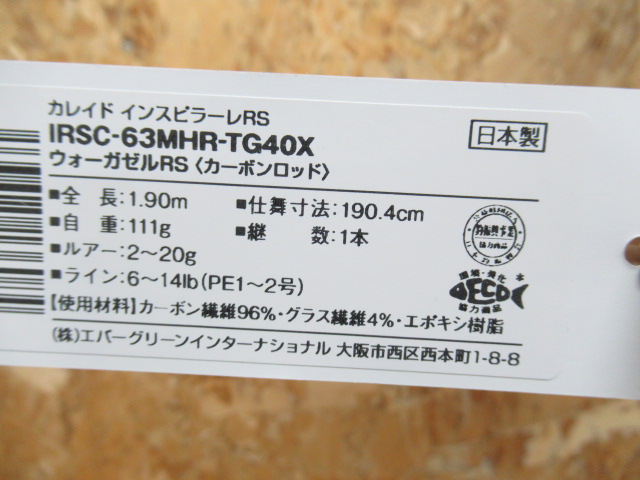 カレイド インスピラーレRS
IRSC-63MHR-TG40X
ウォーガゼルRS〈カーボンロッド〉
日本製
■全 長:1.90m ■仕舞寸法:190.4cm
■自 重:111g ■継 数:1本
■ルアー:2〜20g
■ライン:6〜14lb(PE1〜2号)
【使用材料】カーボン繊維96%・グラス繊維4%・エポキシ樹脂
(株)エバーグリーンインターナショナル 大阪市西区西本町1-8-8
ECO
協力商品